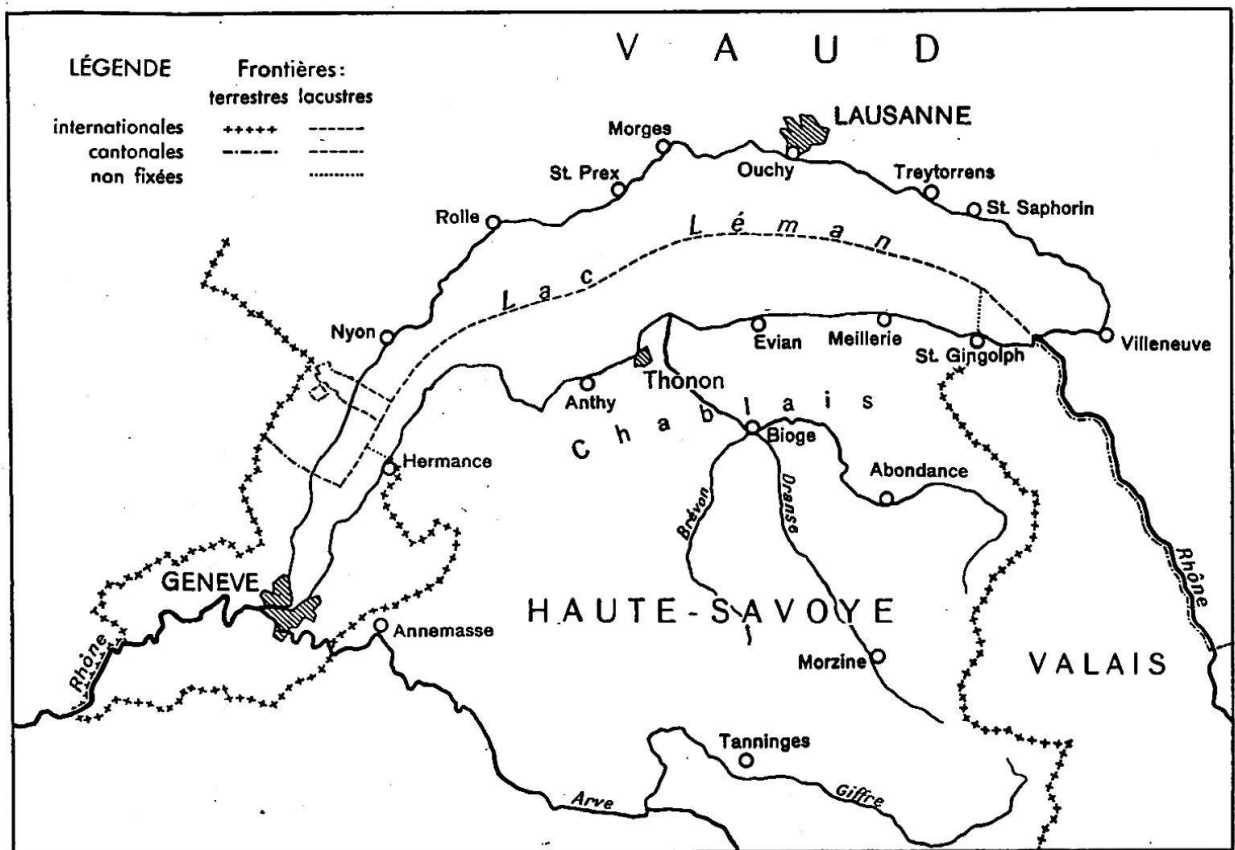 VAUD
LÉGENDE
Frontières:
terrestres lacustres
internationales
cantonales
non fixées
LAUSANNE
Morges
Ouchy
St. Prex
Treytorrens
St. Saphorin
Rolle
Lac Léman
Nyon
Evian
Meillerie
St. Gingolph
Villeneuve
Thonon
Anthy
Chablais
Bioge
Hermance
Abondance
Brévon
Dranse
GENEVE
Rhône
HAUTE-SAVOYE
Annemasse
Rhône
Morzine
VALAIS
Tanninges
Giffre
Arve